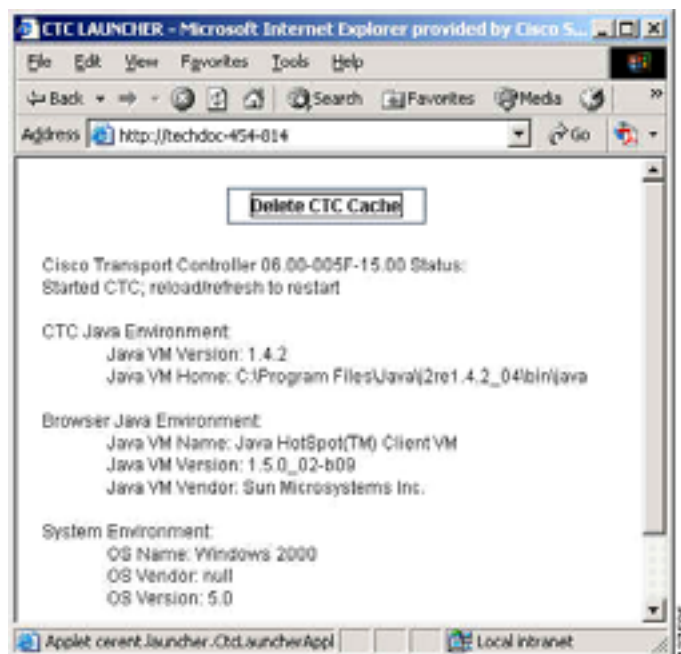 CTC LAUNCHER - Microsoft Internet Explorer provided by Cisco S...
File Edit View Favorites Tools Help
Back Search Favorites Media »
Address http://techdoc-454-814 Go
Delete CTC Cache
Cisco Transport Controller 06.00-005F-15.00 Status:
Started CTC; reload/refresh to restart
CTC Java Environment:
Java VM Version: 1.4.2
Java VM Home: C:\Program Files\Java\j2re1.4.2_04\bin\java
Browser Java Environment:
Java VM Name: Java HotSpot(TM) Client VM
Java VM Version: 1.5.0_02-b09
Java VM Vendor: Sun Microsystems Inc.
System Environment:
OS Name: Windows 2000
OS Vendor: null
OS Version: 5.0
Applet cerent.launcher.CtcLauncherAppl Local intranet